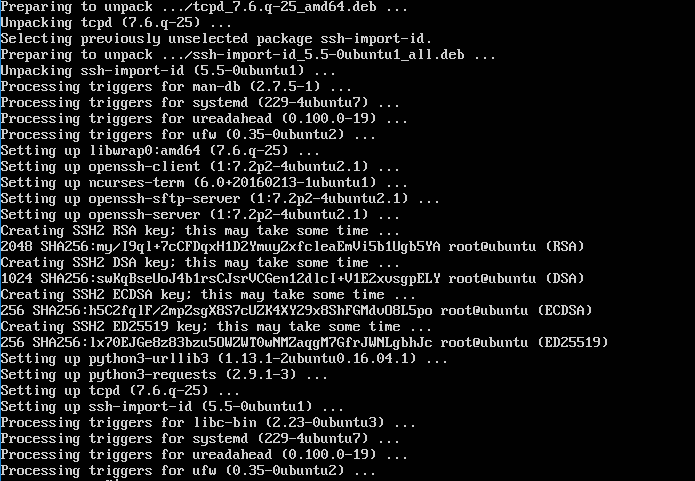 Preparing to unpack .../tcpd_7.6.q-25_amd64.deb ...
Unpacking tcpd (7.6.q-25) ...
Selecting previously unselected package ssh-import-id.
Preparing to unpack .../ssh-import-id_5.5-0ubuntu1_all.deb ...
Unpacking ssh-import-id (5.5-0ubuntu1) ...
Processing triggers for man-db (2.7.5-1) ...
Processing triggers for systemd (229-4ubuntu7) ...
Processing triggers for ureadahead (0.100.0-19) ...
Processing triggers for ufw (0.35-0ubuntu2) ...
Setting up libwrap0:amd64 (7.6.q-25) ...
Setting up openssh-client (1:7.2p2-4ubuntu2.1) ...
Setting up ncurses-term (6.0+20160213-1ubuntu1) ...
Setting up openssh-sftp-server (1:7.2p2-4ubuntu2.1) ...
Setting up openssh-server (1:7.2p2-4ubuntu2.1) ...
Creating SSH2 RSA key; this may take some time ...
2048 SHA256:my/I9ql+7cCFDqxH1D2Ymuy2xfcleaEmVi5b1Ugb5YA root@ubuntu (RSA)
Creating SSH2 DSA key; this may take some time ...
1024 SHA256:swKqBseUoJ4b1rsCJsrVCGen12dlcI+V1E2xvsgpELY root@ubuntu (DSA)
Creating SSH2 ECDSA key; this may take some time ...
256 SHA256:h5C2fqlF/2mpZsgX8S7cUZK4XY29x8ShFGMdvO8L5po root@ubuntu (ECDSA)
Creating SSH2 ED25519 key; this may take some time ...
256 SHA256:lx70EJGe8z83bzu5OWZWT0wNMZaqgM7GfrJWNLgbhJc root@ubuntu (ED25519)
Setting up python3-urllib3 (1.13.1-2ubuntu0.16.04.1) ...
Setting up python3-requests (2.9.1-3) ...
Setting up tcpd (7.6.q-25) ...
Setting up ssh-import-id (5.5-0ubuntu1) ...
Processing triggers for libc-bin (2.23-0ubuntu3) ...
Processing triggers for systemd (229-4ubuntu7) ...
Processing triggers for ureadahead (0.100.0-19) ...
Processing triggers for ufw (0.35-0ubuntu2) ...